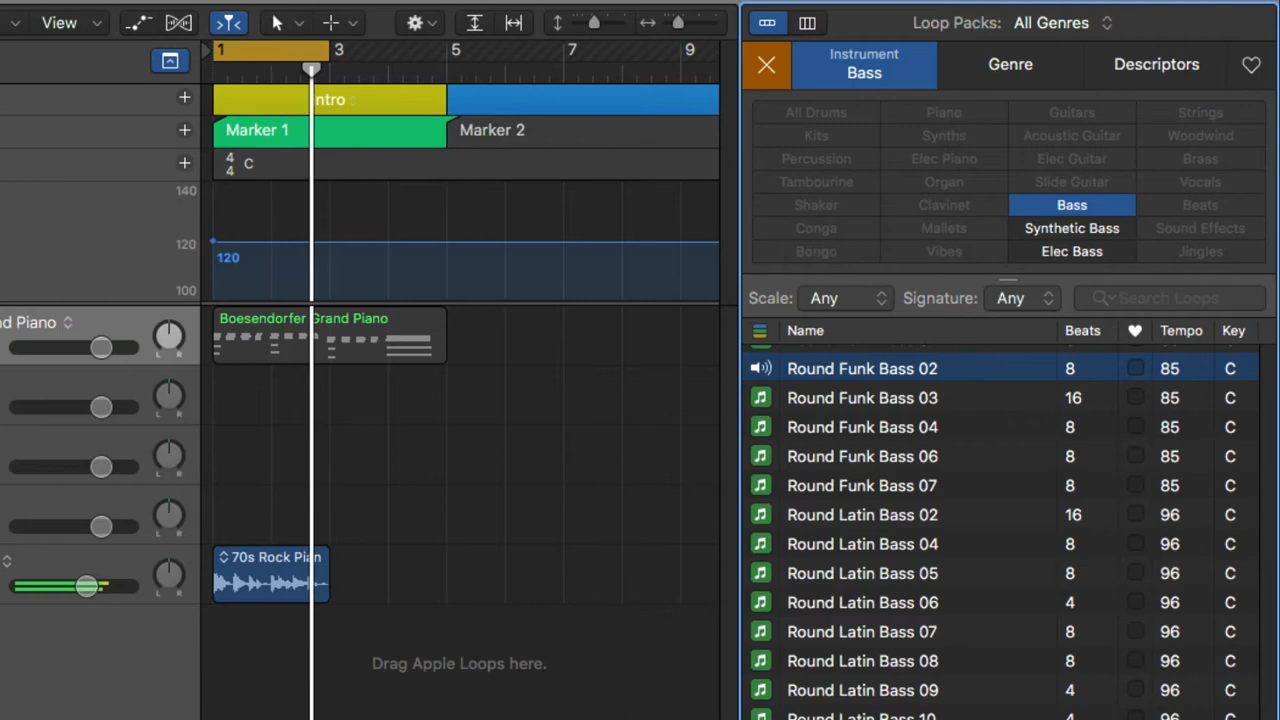 View
Loop Packs: All Genres
1 3 5 7 9
Instrument
Bass
Genre
Descriptors
ntro
Marker 1
Marker 2
4
4
C
140
120
120
100
All Drums Piano Guitars Strings
Kits Synths Acoustic Guitar Woodwind
Percussion Elec Piano Elec Guitar Brass
Tambourine Organ Slide Guitar Vocals
Shaker Clavinet Bass Beats
Conga Mallets Synthetic Bass Sound Effects
Bongo Vibes Elec Bass Jingles
Scale: Any Signature: Any Search Loops
Name Beats Tempo Key
nd Piano
L R
Boesendorfer Grand Piano
L R
L R
L R
70s Rock Pian
L R
Drag Apple Loops here.
Round Funk Bass 02 8 85 C
Round Funk Bass 03 16 85 C
Round Funk Bass 04 8 85 C
Round Funk Bass 06 8 85 C
Round Funk Bass 07 8 85 C
Round Latin Bass 02 16 96 C
Round Latin Bass 04 8 96 C
Round Latin Bass 05 8 96 C
Round Latin Bass 06 4 96 C
Round Latin Bass 07 8 96 C
Round Latin Bass 08 8 96 C
Round Latin Bass 09 4 96 C
Round Latin Bass 10